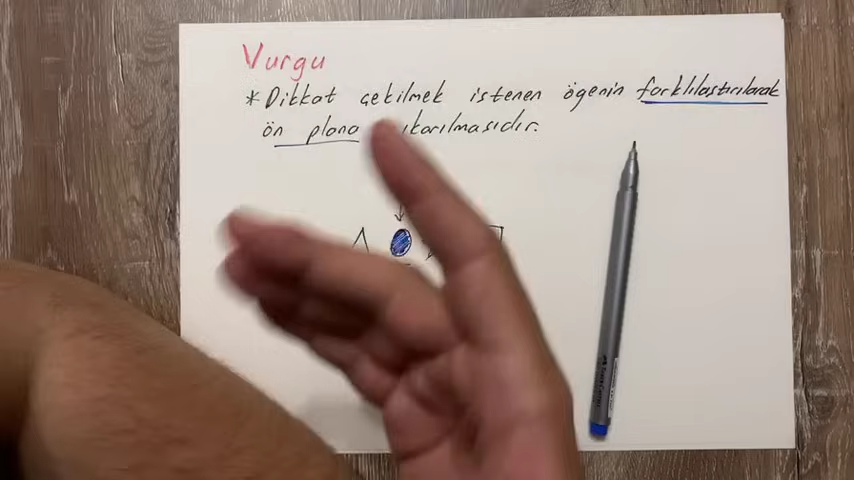 Vurgu
*Dikkat çekilmek istenen ögenin farklılaştırılarak
ön plana